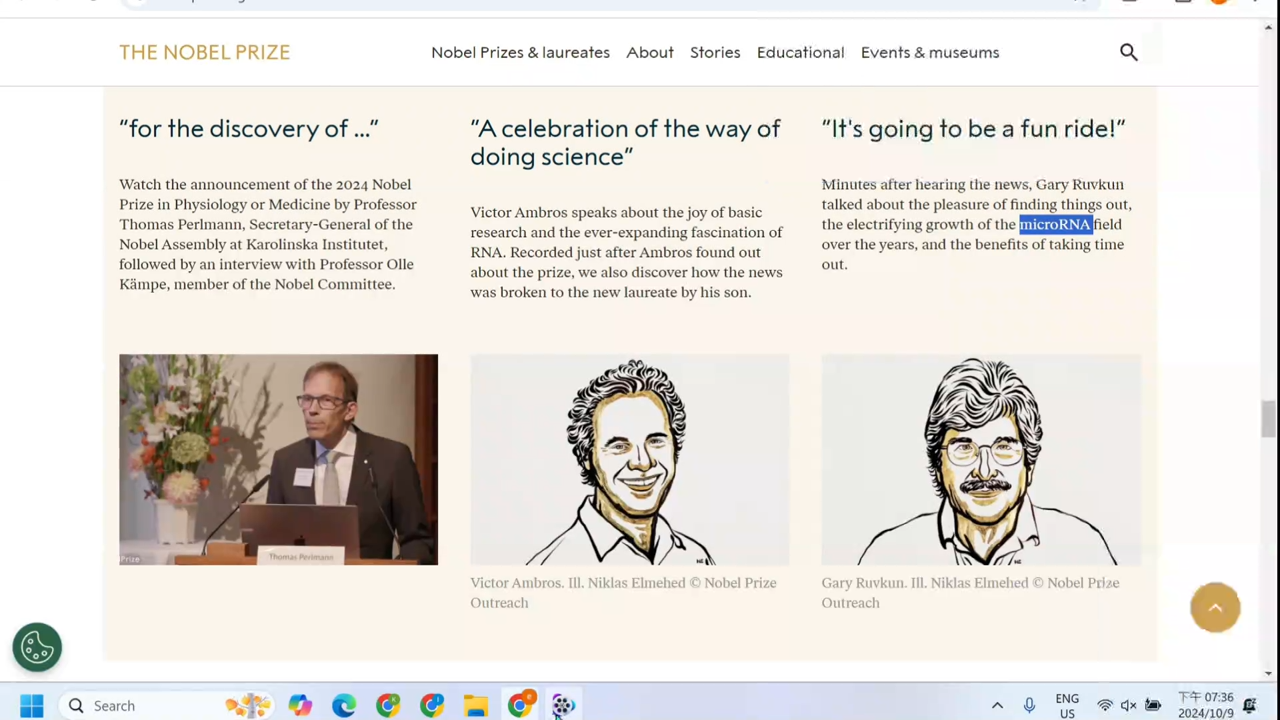 THE NOBEL PRIZE
Nobel Prizes & laureates
About
Stories
Educational
Events & museums
"for the discovery of ..."
Watch the announcement of the 2024 Nobel
Prize in Physiology or Medicine by Professor
Thomas Perlmann, Secretary-General of the
Nobel Assembly at Karolinska Institutet,
followed by an interview with Professor Olle
Kämpe, member of the Nobel Committee.
"A celebration of the way of
doing science"
Victor Ambros speaks about the joy of basic
research and the ever-expanding fascination of
RNA. Recorded just after Ambros found out
about the prize, we also discover how the news
was broken to the new laureate by his son.
"It's going to be a fun ride!"
Minutes after hearing the news, Gary Ruvkun
talked about the pleasure of finding things out,
the electrifying growth of the microRNA field
over the years, and the benefits of taking time
out.
Thomas Perlmann
Prize
Victor Ambros. Ill. Niklas Elmehed © Nobel Prize
Outreach
Gary Ruvkun. Ill. Niklas Elmehed © Nobel Prize
Outreach
Search
ENG
US
下午 07:36
2024/10/9